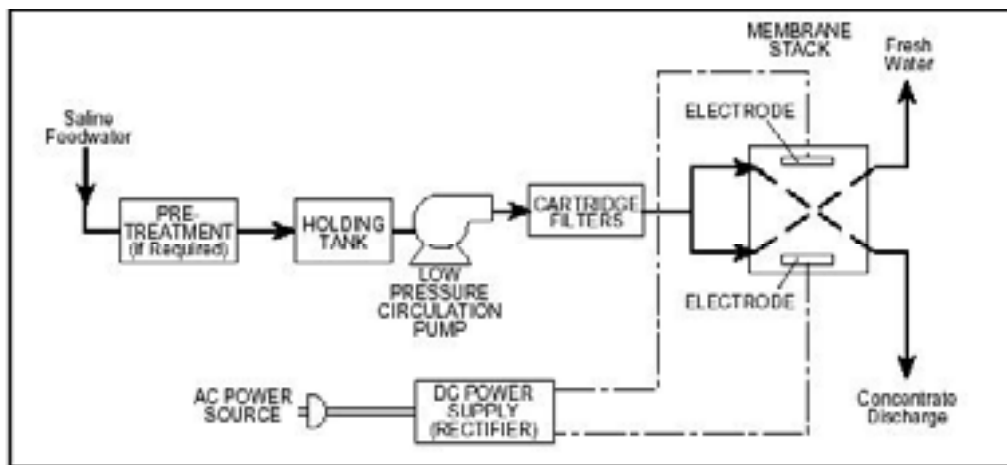 MEMBRANE
STACK
Fresh
Water
Saline
Feedwater
ELECTRODE
PRE-
TREATMENT
(If Required)
HOLDING
TANK
CARTRIDGE
FILTERS
LOW
PRESSURE
CIRCULATION
PUMP
ELECTRODE
AC POWER
SOURCE
DC POWER
SUPPLY
(RECTIFIER)
Concentrate
Discharge